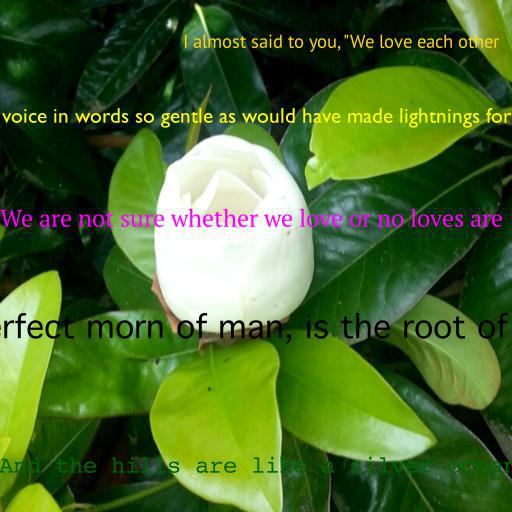 I almost said to you, "We love each other
voice in words so gentle as would have made lightnings for
We are not sure whether we love or no loves are
erfect morn of man, is the root of
And the hills are like a silver